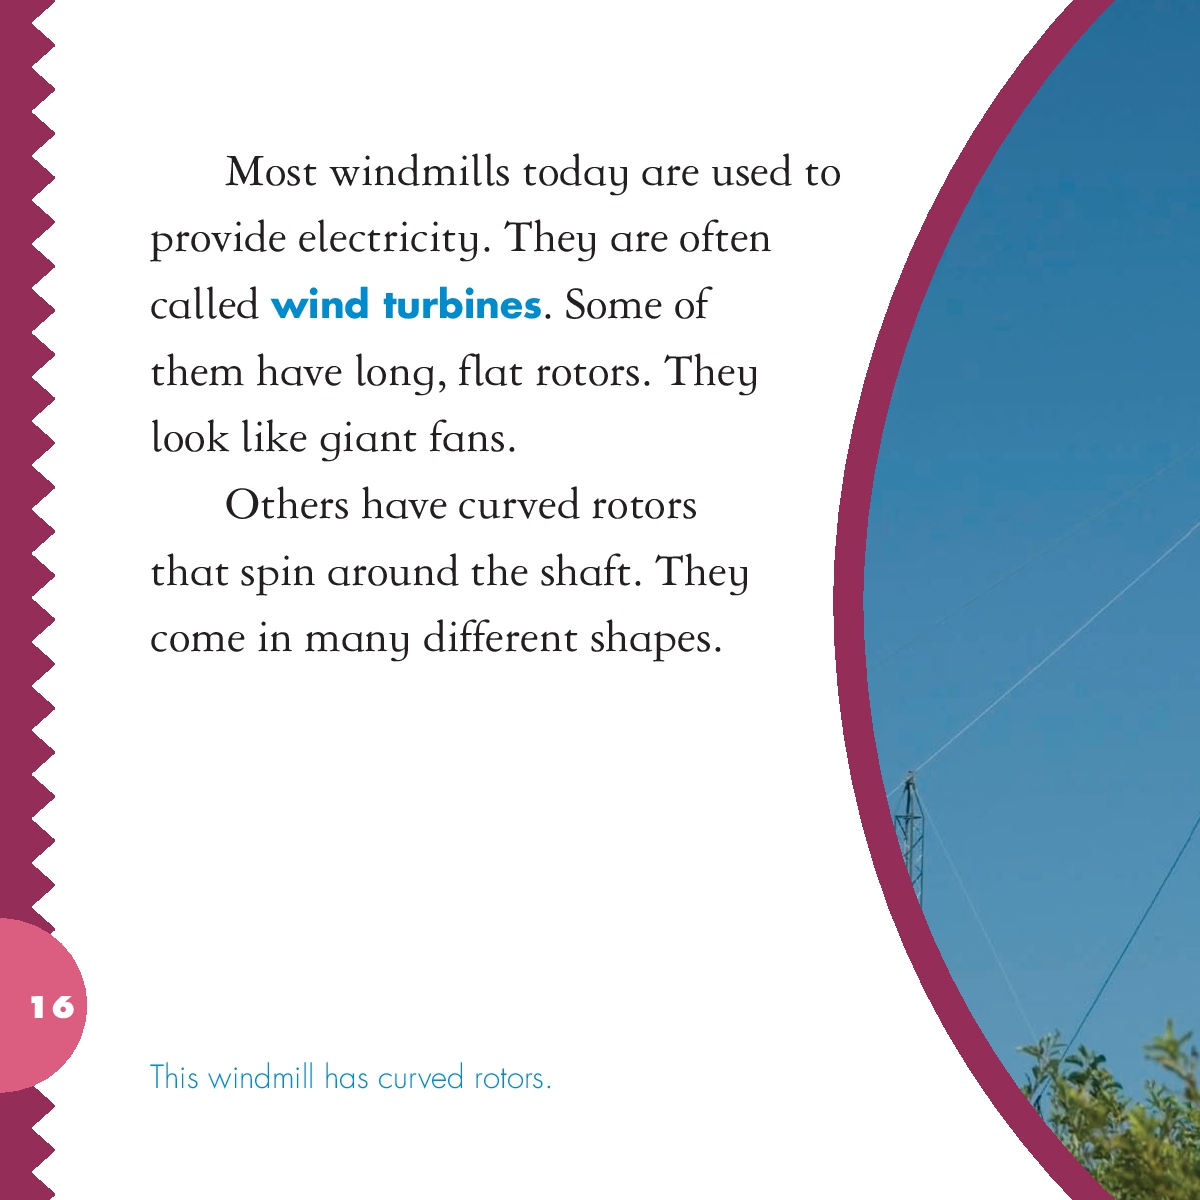 Most windmills today are used to
provide electricity. They are often
called wind turbines. Some of
them have long, flat rotors. They
look like giant fans.
Others have curved rotors
that spin around the shaft. They
come in many different shapes.
16
This windmill has curved rotors.